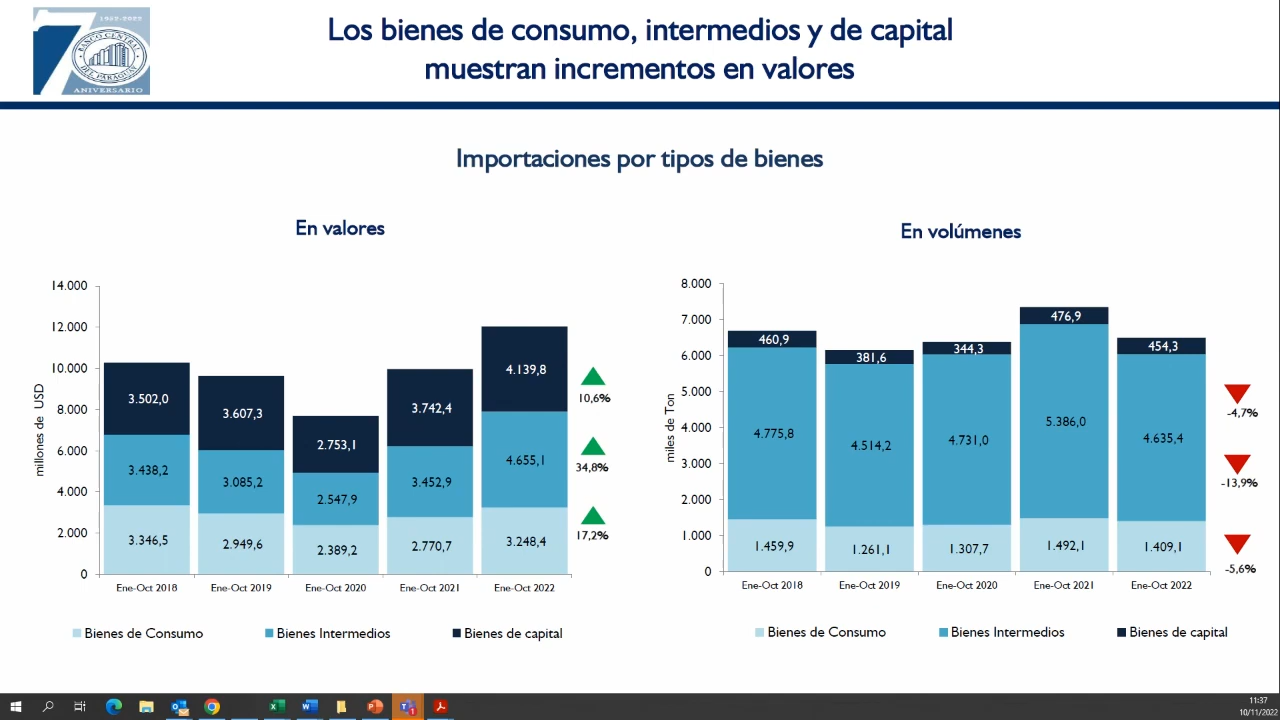 1952-2022
BANCO CENTRAL
DEL PARAGUAY
ANIVERSARIO
Los bienes de consumo, intermedios y de capital
muestran incrementos en valores
Importaciones por tipos de bienes
En valores
millones de USD
14.000
12.000
10.000
8.000
6.000
4.000
2.000
0
3.502,0
3.438,2
3.346,5
3.607,3
3.085,2
2.949,6
2.753,1
2.547,9
2.389,2
3.742,4
3.452,9
2.770,7
4.139,8
4.655,1
3.248,4
10,6%
34,8%
17,2%
Ene-Oct 2018
Ene-Oct 2019
Ene-Oct 2020
Ene-Oct 2021
Ene-Oct 2022
Bienes de Consumo
Bienes Intermedios
Bienes de capital
En volúmenes
miles de Ton
8.000
7.000
6.000
5.000
4.000
3.000
2.000
1.000
0
460,9
4.775,8
1.459,9
381,6
4.514,2
1.261,1
344,3
4.731,0
1.307,7
476,9
5.386,0
1.492,1
454,3
4.635,4
1.409,1
-4,7%
-13,9%
-5,6%
Ene-Oct 2018
Ene-Oct 2019
Ene-Oct 2020
Ene-Oct 2021
Ene-Oct 2022
Bienes de Consumo
Bienes Intermedios
Bienes de capital
11:37
10/11/2022